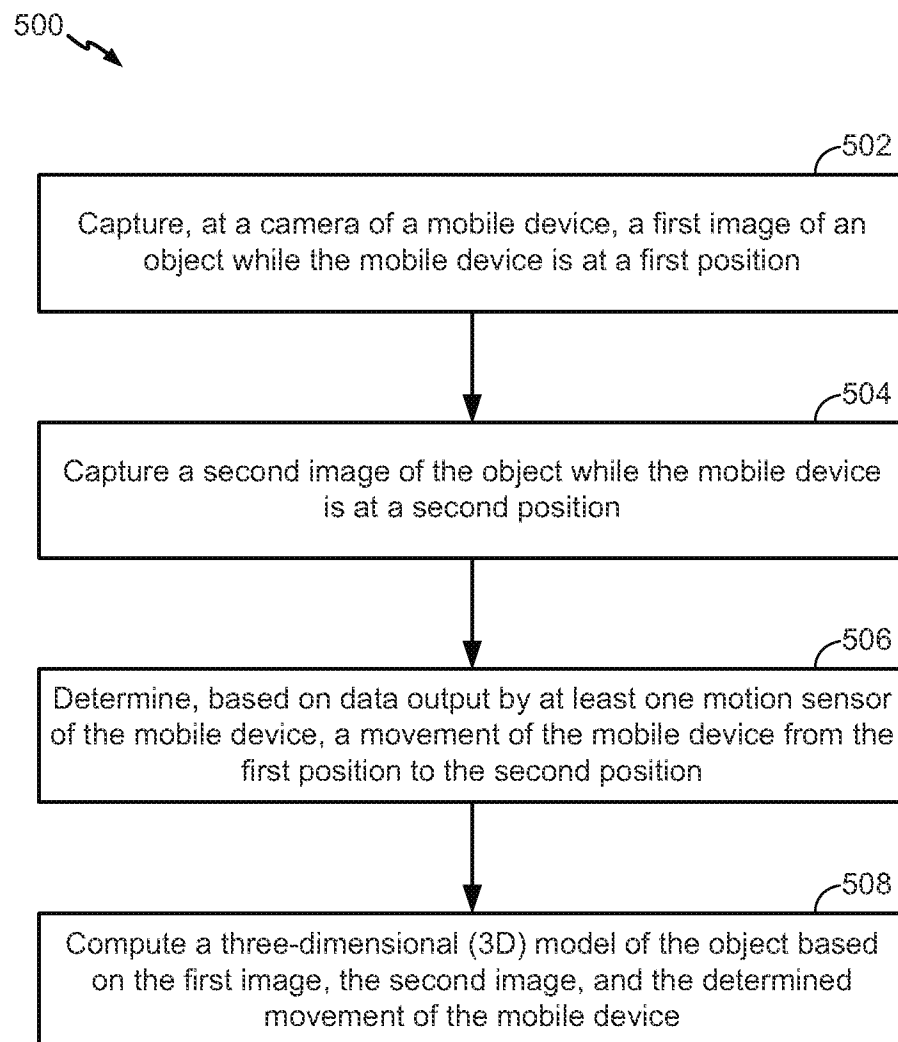 500
502
Capture, at a camera of a mobile device, a first image of an
object while the mobile device is at a first position
504
Capture a second image of the object while the mobile device
is at a second position
506
Determine, based on data output by at least one motion sensor
of the mobile device, a movement of the mobile device from the
first position to the second position
508
Compute a three-dimensional (3D) model of the object based
on the first image, the second image, and the determined
movement of the mobile device